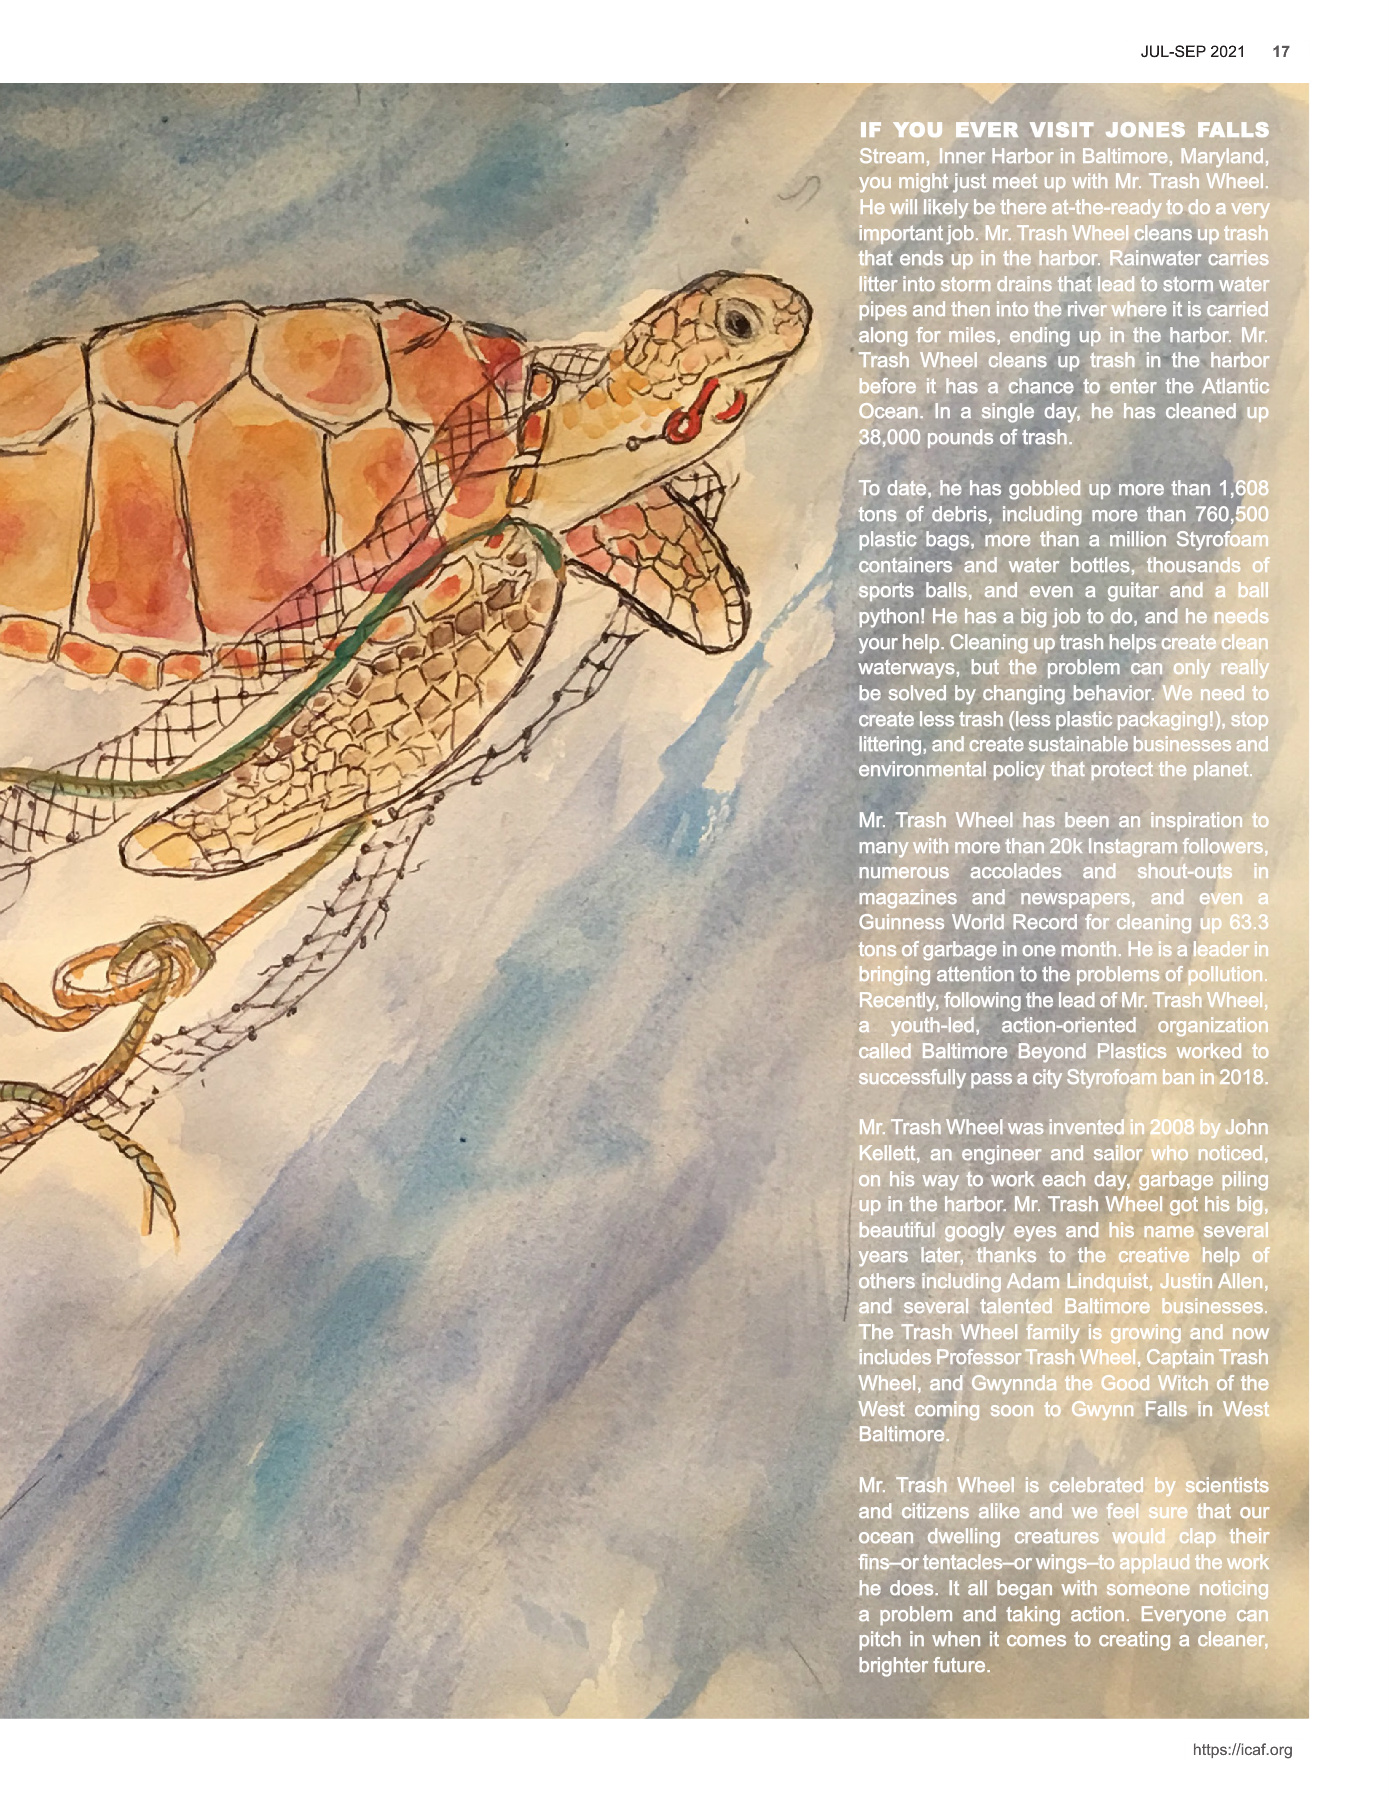 JUL-SEP 2021 17
IF YOU EVER VISIT JONES FALLS
Stream, Inner Harbor in Baltimore, Maryland,
you might just meet up with Mr. Trash Wheel.
He will likely be there at-the-ready to do a very
important job. Mr. Trash Wheel cleans up trash
that ends up in the harbor. Rainwater carries
litter into storm drains that lead to storm water
pipes and then into the river where it is carried
along for miles, ending up in the harbor. Mr.
Trash Wheel cleans up trash in the harbor
before it has a chance to enter the Atlantic
Ocean. In a single day, he has cleaned up
38,000 pounds of trash.
To date, he has gobbled up more than 1,608
tons of debris, including more than 760,500
plastic bags, more than a million Styrofoam
containers and water bottles, thousands of
sports balls, and even a guitar and a ball
python! He has a big job to do, and he needs
your help. Cleaning up trash helps create clean
waterways, but the problem can only really
be solved by changing behavior. We need to
create less trash (less plastic packaging!), stop
littering, and create sustainable businesses and
environmental policy that protect the planet.
Mr. Trash Wheel has been an inspiration to
many with more than 20k Instagram followers,
numerous accolades and shout-outs in
magazines and newspapers, and even a
Guinness World Record for cleaning up 63.3
tons of garbage in one month. He is a leader in
bringing attention to the problems of pollution.
Recently, following the lead of Mr. Trash Wheel,
a youth-led, action-oriented organization
called Baltimore Beyond Plastics worked to
successfully pass a city Styrofoam ban in 2018.
Mr. Trash Wheel was invented in 2008 by John
Kellett, an engineer and sailor who noticed,
on his way to work each day, garbage piling
up in the harbor. Mr. Trash Wheel got his big,
beautiful googly eyes and his name several
years later, thanks to the creative help of
others including Adam Lindquist, Justin Allen,
and several talented Baltimore businesses.
The Trash Wheel family is growing and now
includes Professor Trash Wheel, Captain Trash
Wheel, and Gwynnda the Good Witch of the
West coming soon to Gwynn Falls in West
Baltimore.
Mr. Trash Wheel is celebrated by scientists
and citizens alike and we feel sure that our
ocean dwelling creatures would clap their
fins–or tentacles–or wings–to applaud the work
he does. It all began with someone noticing
a problem and taking action. Everyone can
pitch in when it comes to creating a cleaner,
brighter future.
https://icaf.org